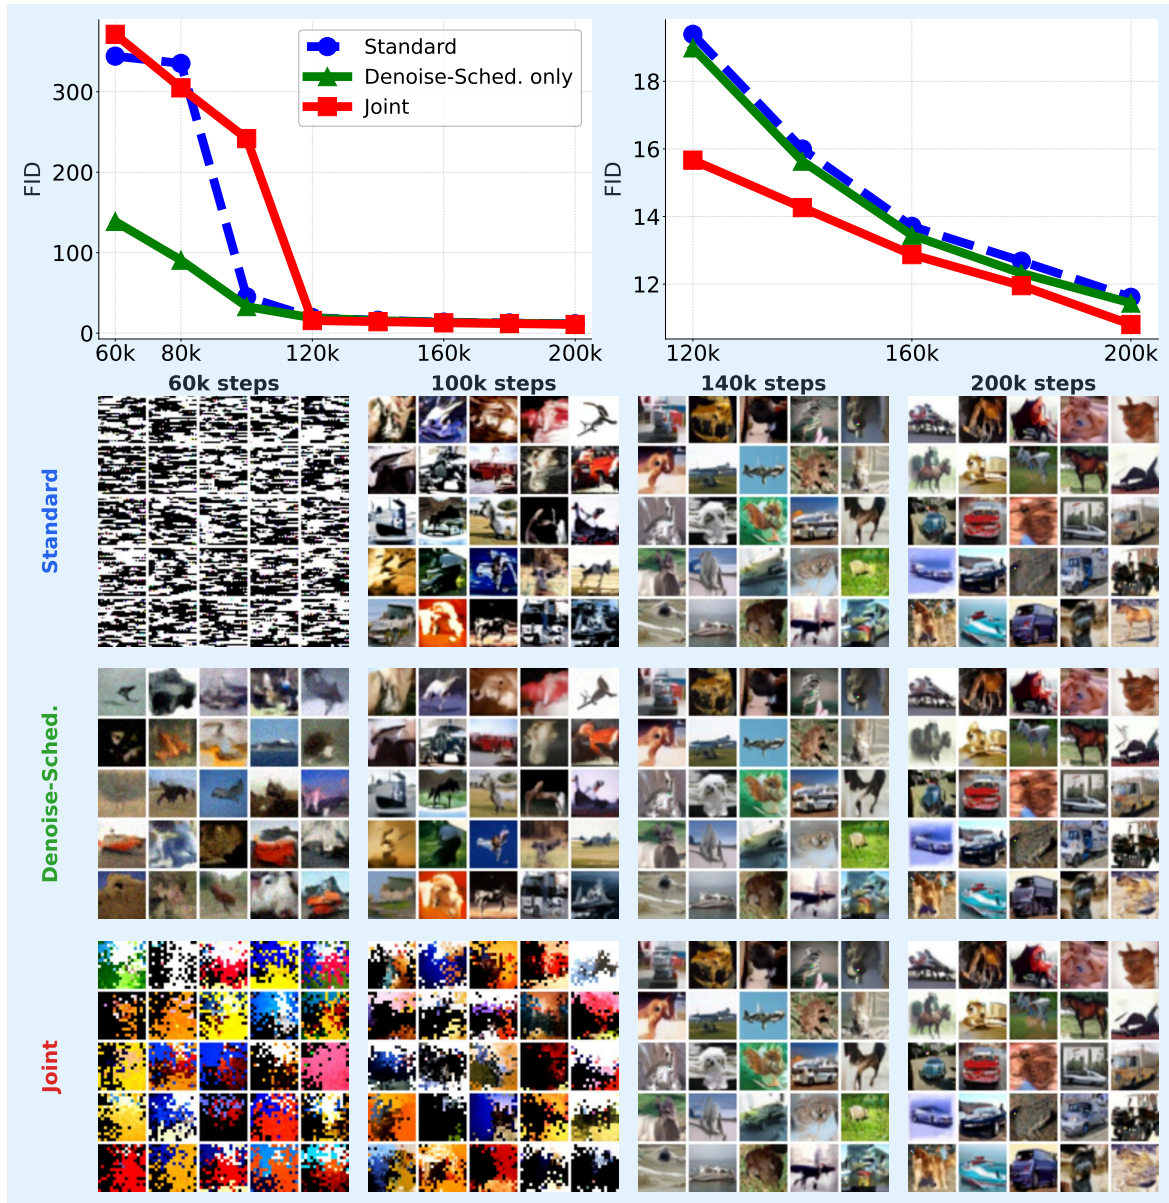 Standard
Denoise-Sched. only
Joint
FID
300
200
100
0
60k
80k
120k
160k
200k
FID
18
16
14
12
120k
160k
200k
60k steps
100k steps
140k steps
200k steps
Standard
Denoise-Sched.
Joint